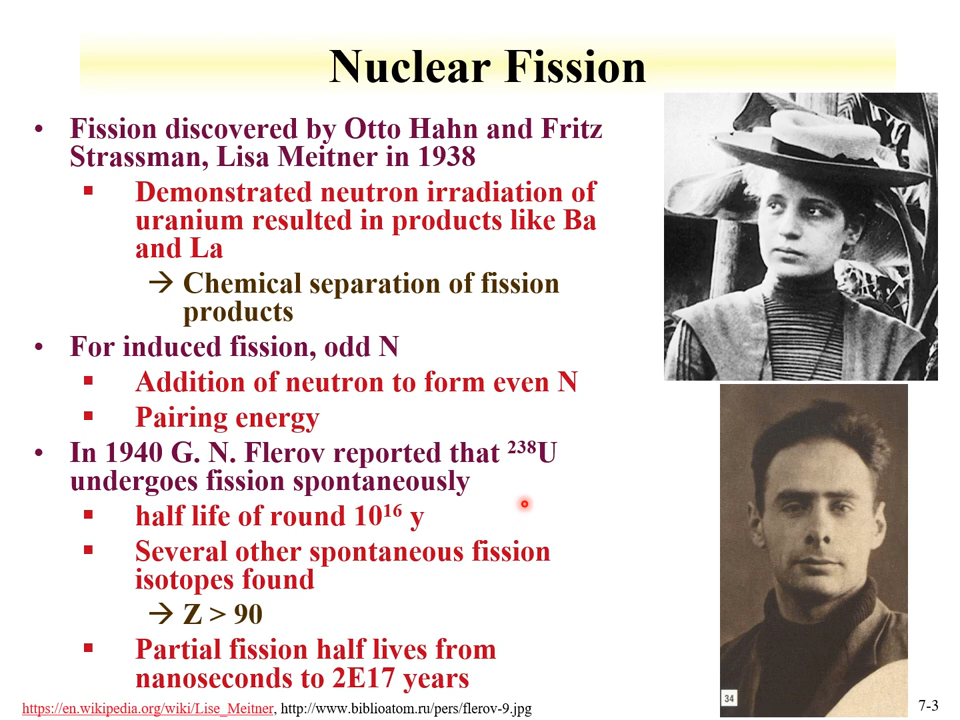 Nuclear Fission
• Fission discovered by Otto Hahn and Fritz
Strassman, Lisa Meitner in 1938
▪ Demonstrated neutron irradiation of
uranium resulted in products like Ba
and La
→ Chemical separation of fission
products
• For induced fission, odd N
▪ Addition of neutron to form even N
▪ Pairing energy
• In 1940 G. N. Flerov reported that ²³⁸U
undergoes fission spontaneously
▪ half life of round 10¹⁶ y
▪ Several other spontaneous fission
isotopes found
→ Z > 90
▪ Partial fission half lives from
nanoseconds to 2E17 years
34
https://en.wikipedia.org/wiki/Lise_Meitner, http://www.biblioatom.ru/pers/flerov-9.jpg
7-3